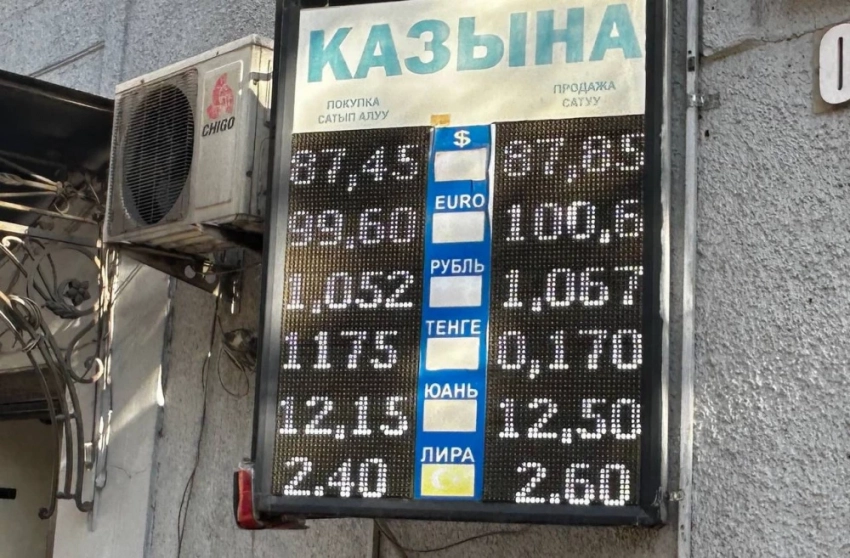 КАЗЫНА
ПОКУПКА ПРОДАЖА
САТЫП АЛУУ САТУУ
$
87,45 87,85
EURO
99,60 100,6
РУБЛЬ
1.052 1.067
ТЕНГЕ
1175 0,170
ЮАНЬ
12,15 12,50
ЛИРА
2.40 2.60
CHIGO
0